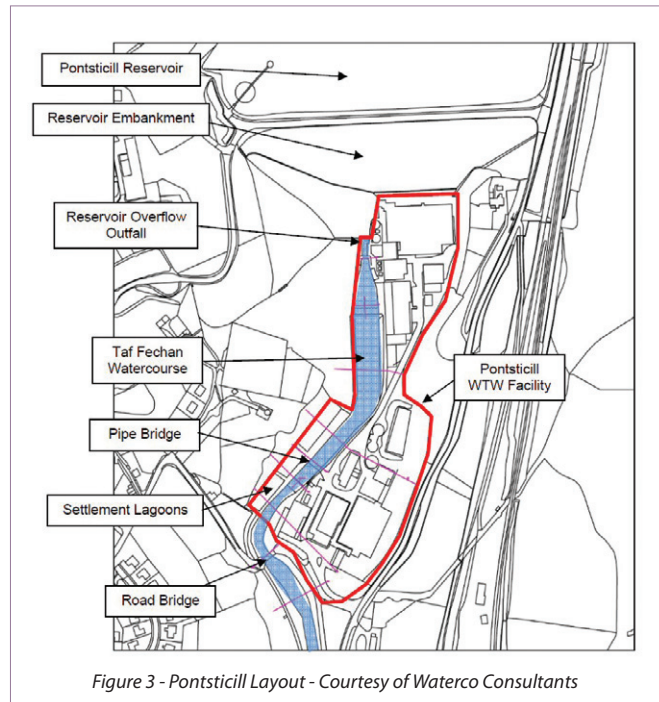 Pontsticill Reservoir
Reservoir Embankment
Reservoir Overflow
Outfall
Taf Fechan
Watercourse
Pontsticill
WTW Facility
Pipe Bridge
Settlement Lagoons
Road Bridge
Figure 3 - Pontsticill Layout - Courtesy of Waterco Consultants